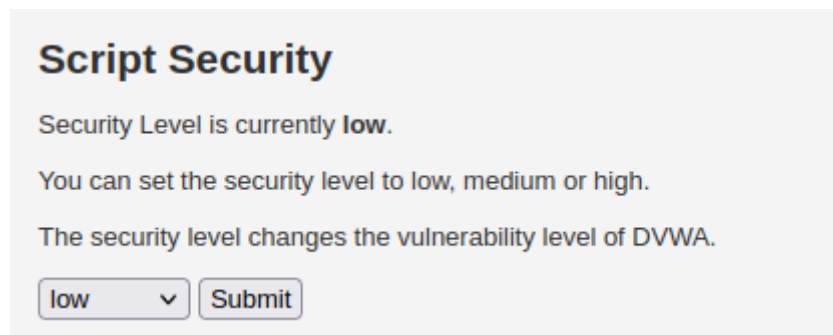 Script Security
Security Level is currently low.
You can set the security level to low, medium or high.
The security level changes the vulnerability level of DVWA.
low Submit